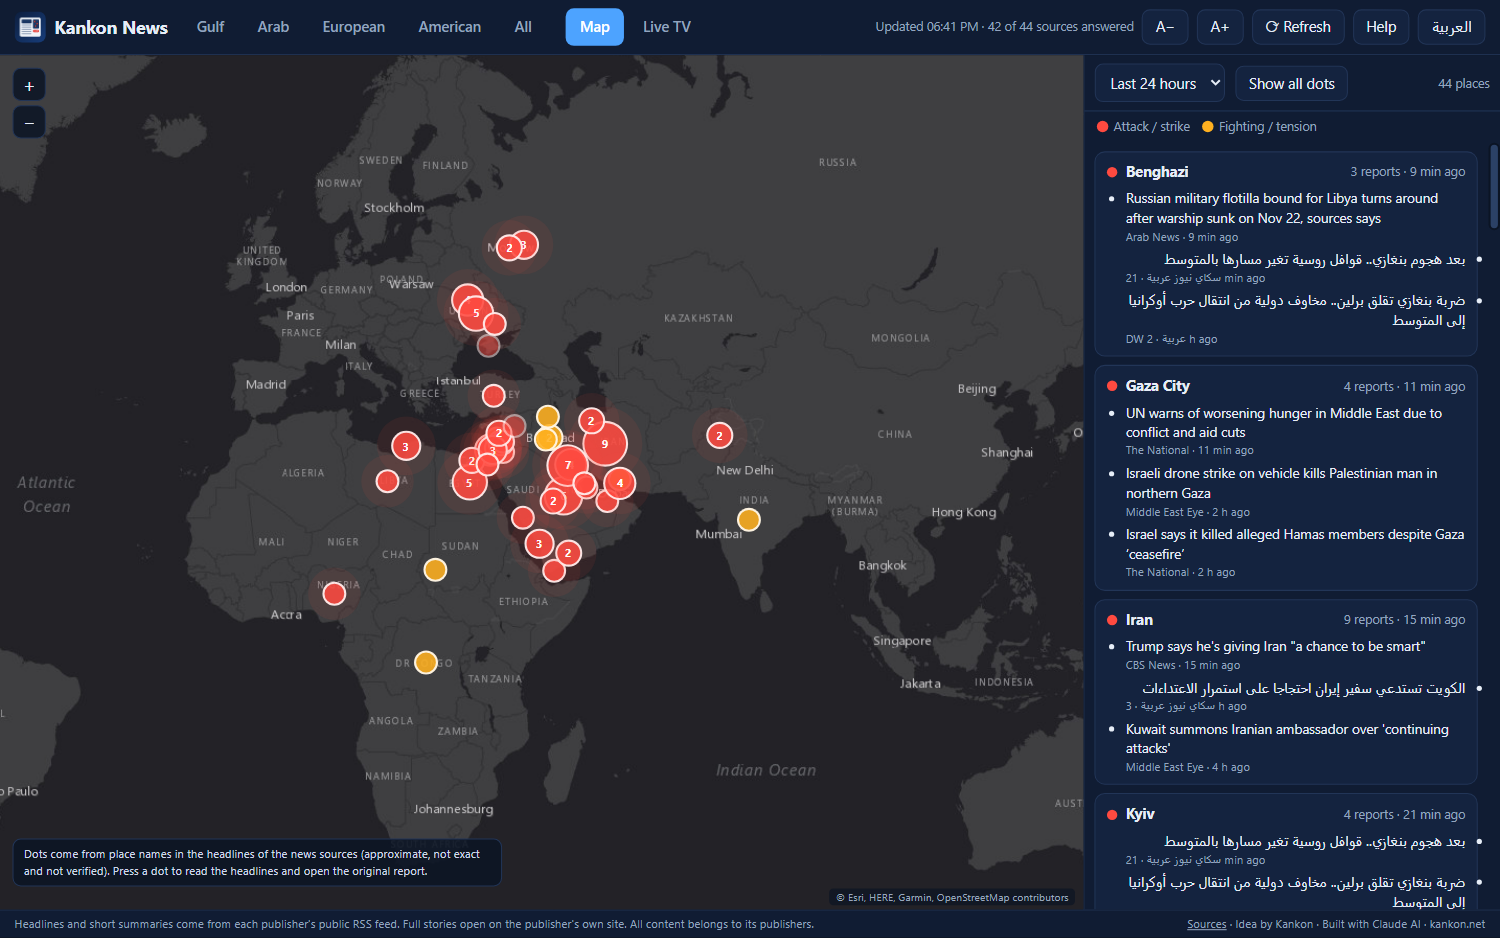 Kankon News
Gulf
Arab
European
American
All
Map
Live TV
Updated 06:41 PM · 42 of 44 sources answered
A−
A+
⟳ Refresh
Help
العربية
+
−
SWEDEN
FINLAND
NORWAY
RUSSIA
Stockholm
UNITED
KINGDOM
London
GERMANY
POLAND
Warsaw
Paris
FRANCE
Milan
ITALY
Madrid
Istanbul
GREECE
KAZAKHSTAN
MONGOLIA
Beijing
CHINA
Shanghai
New Delhi
INDIA
MYANMAR
(BURMA)
Hong Kong
Mumbai
Bangkok
Atlantic
Ocean
ALGERIA
MALI
NIGER
CHAD
SUDAN
ETHIOPIA
Accra
TANZANIA
ANGOLA
ZAMBIA
NAMIBIA
Johannesburg
Singapore
Jakarta
INDONESIA
Indian Ocean
2
3
5
2
9
2
3
2
3
7
2
5
4
2
3
2
Dots come from place names in the headlines of the news sources (approximate, not exact
and not verified). Press a dot to read the headlines and open the original report.
© Esri, HERE, Garmin, OpenStreetMap contributors
Last 24 hours
Show all dots
44 places
Attack / strike
Fighting / tension
Benghazi
3 reports · 9 min ago
Russian military flotilla bound for Libya turns around
after warship sunk on Nov 22, sources says
Arab News · 9 min ago
بعد هجوم بنغازي.. قوافل روسية تغير مسارها بالمتوسط
سكاي نيوز عربية · 21 min ago
ضربة بنغازي تقلق برلين.. مخاوف دولية من انتقال حرب أوكرانيا
إلى المتوسط
DW عربية · 2 h ago
Gaza City
4 reports · 11 min ago
UN warns of worsening hunger in Middle East due to
conflict and aid cuts
The National · 11 min ago
Israeli drone strike on vehicle kills Palestinian man in
northern Gaza
Middle East Eye · 2 h ago
Israel says it killed alleged Hamas members despite Gaza
‘ceasefire’
The National · 2 h ago
Iran
9 reports · 15 min ago
Trump says he's giving Iran "a chance to be smart"
CBS News · 15 min ago
الكويت تستدعي سفير إيران احتجاجا على استمرار الاعتداءات
سكاي نيوز عربية · 3 h ago
Kuwait summons Iranian ambassador over 'continuing
attacks'
Middle East Eye · 4 h ago
Kyiv
4 reports · 21 min ago
بعد هجوم بنغازي.. قوافل روسية تغير مسارها بالمتوسط
سكاي نيوز عربية · 21 min ago
ضربة بنغازي تقلق برلين.. مخاوف دولية من انتقال حرب أوكرانيا
إلى المتوسط
Headlines and short summaries come from each publisher's public RSS feed. Full stories open on the publisher's own site. All content belongs to its publishers.
Sources · Idea by Kankon · Built with Claude AI · kankon.net